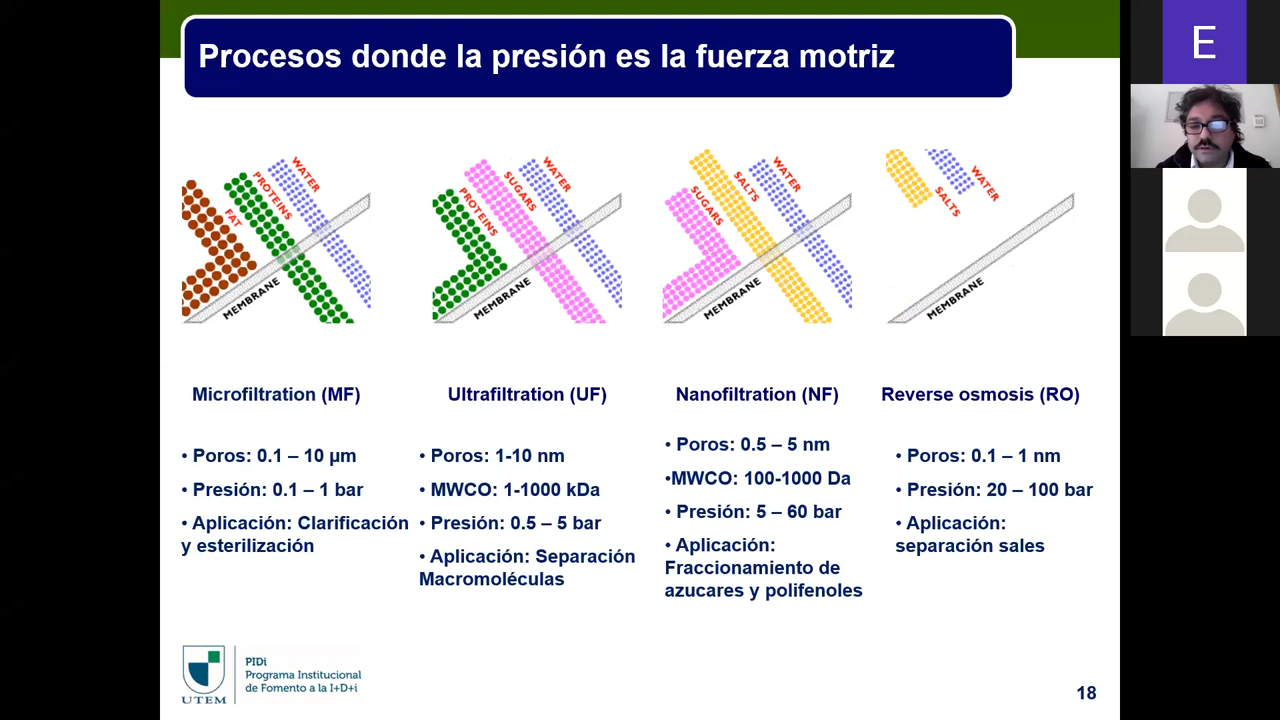 Procesos donde la presión es la fuerza motriz
E
FAT
PROTEINS
WATER
MEMBRANE
PROTEINS
SUGARS
WATER
MEMBRANE
SUGARS
SALTS
WATER
MEMBRANE
SALTS
WATER
MEMBRANE
Microfiltration (MF)
• Poros: 0.1 – 10 µm
• Presión: 0.1 – 1 bar
• Aplicación: Clarificación
y esterilización
Ultrafiltration (UF)
• Poros: 1-10 nm
• MWCO: 1-1000 kDa
• Presión: 0.5 – 5 bar
• Aplicación: Separación
Macromoléculas
Nanofiltration (NF)
• Poros: 0.5 – 5 nm
•MWCO: 100-1000 Da
• Presión: 5 – 60 bar
• Aplicación:
Fraccionamiento de
azucares y polifenoles
Reverse osmosis (RO)
• Poros: 0.1 – 1 nm
• Presión: 20 – 100 bar
• Aplicación:
separación sales
UTEM
PIDi
Programa Institucional
de Fomento a la I+D+i
18